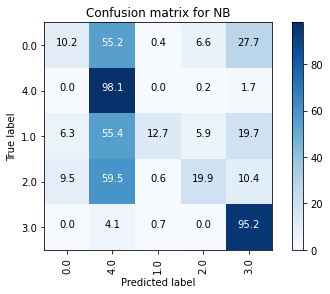 Confusion matrix for NB
0.0 10.2 55.2 0.4 6.6 27.7
4.0 0.0 98.1 0.0 0.2 1.7
1.0 6.3 55.4 12.7 5.9 19.7
2.0 9.5 59.5 0.6 19.9 10.4
3.0 0.0 4.1 0.7 0.0 95.2
0.0 4.0 1.0 2.0 3.0
True label
Predicted label
80
60
40
20
0